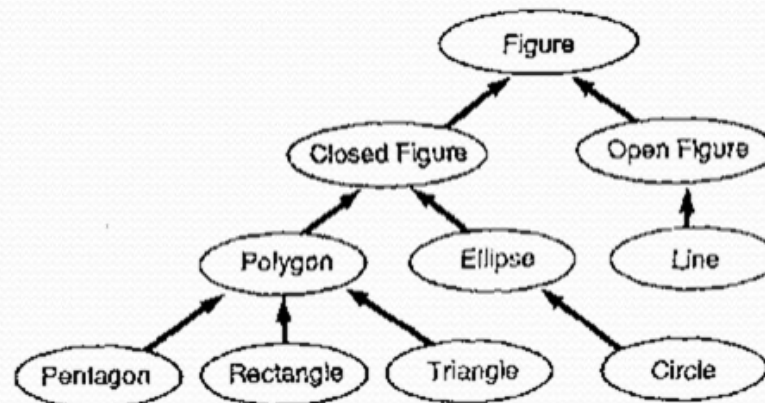 Figure
Closed Figure
Open Figure
Polygon
Ellipse
Line
Pentagon
Rectangle
Triangle
Circle